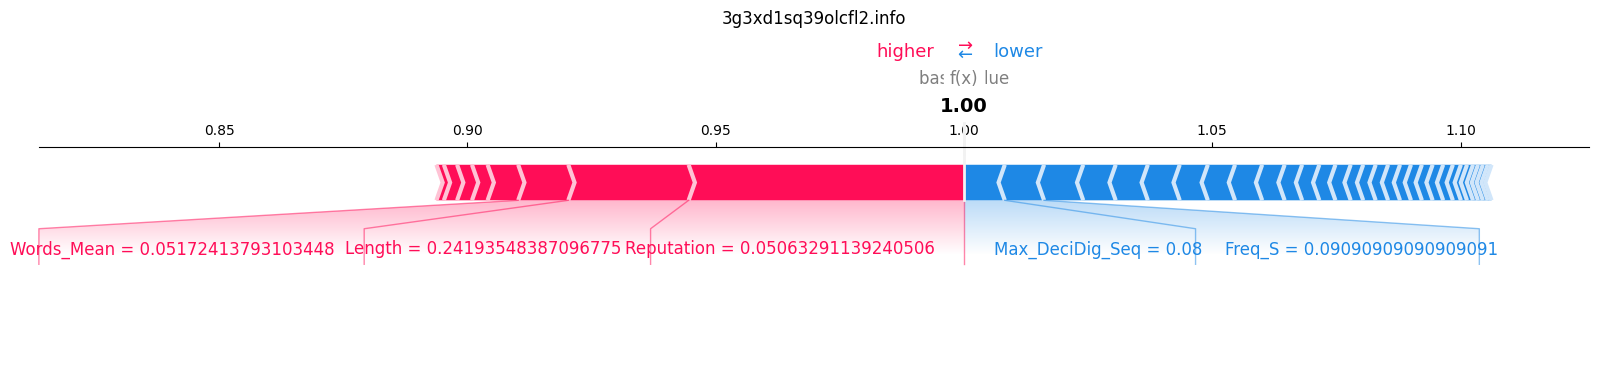 3g3xd1sq39olcfl2.info
higher → ← lower
f(x)
1.00
0.85 0.90 0.95 1.00 1.05 1.10
Words_Mean = 0.05172413793103448 Length = 0.24193548387096775 Reputation = 0.05063291139240506 Max_DeciDig_Seq = 0.08 Freq_S = 0.09090909090909091